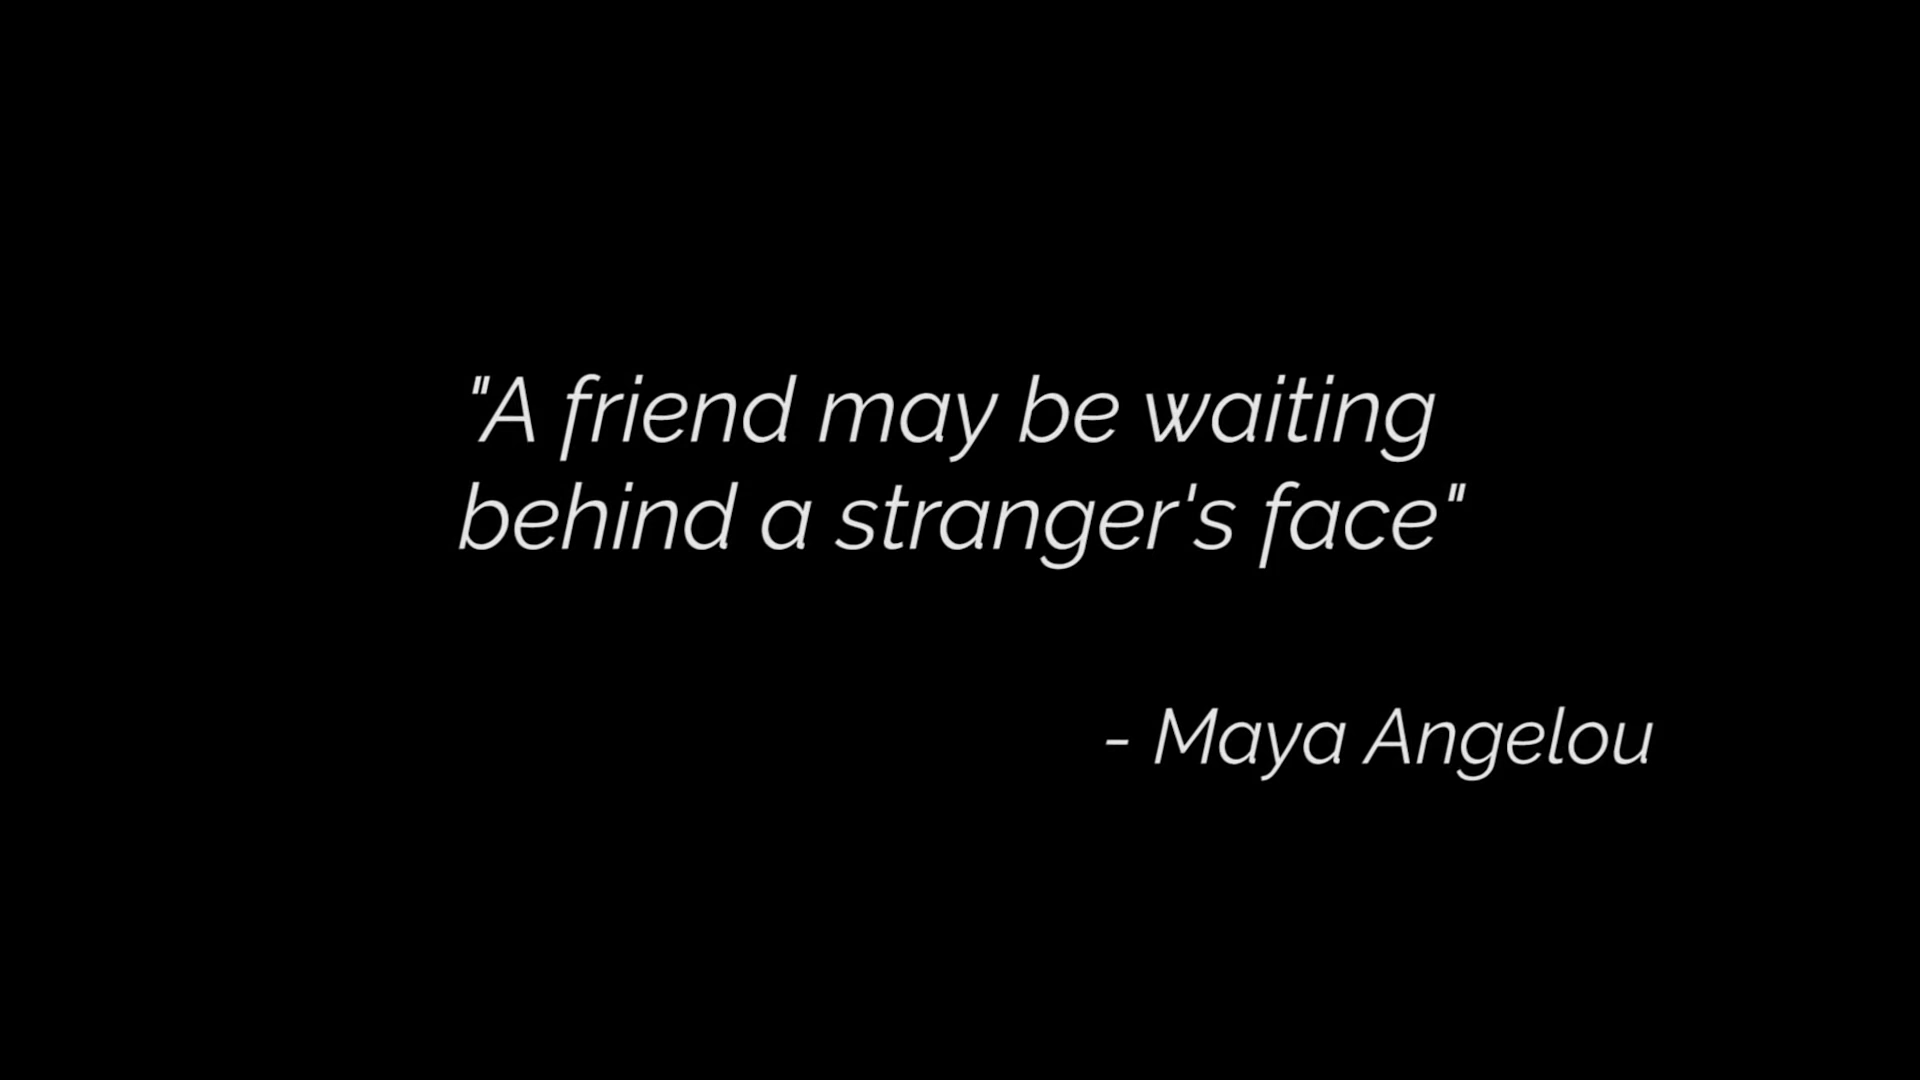 "A friend may be waiting
behind a stranger's face"
- Maya Angelou